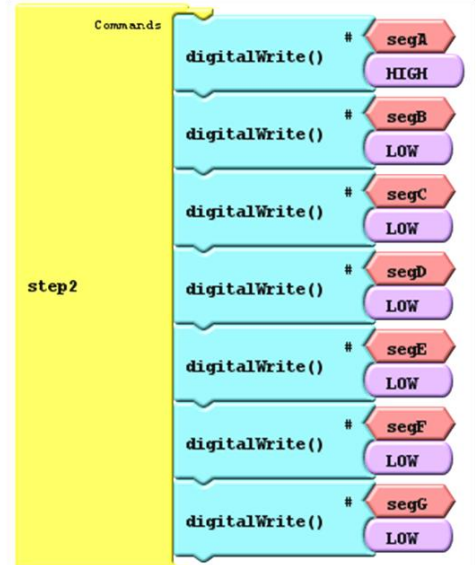 Commands
step2
digitalWrite() # segA
HIGH
digitalWrite() # segB
LOW
digitalWrite() # segC
LOW
digitalWrite() # segD
LOW
digitalWrite() # segE
LOW
digitalWrite() # segF
LOW
digitalWrite() # segG
LOW